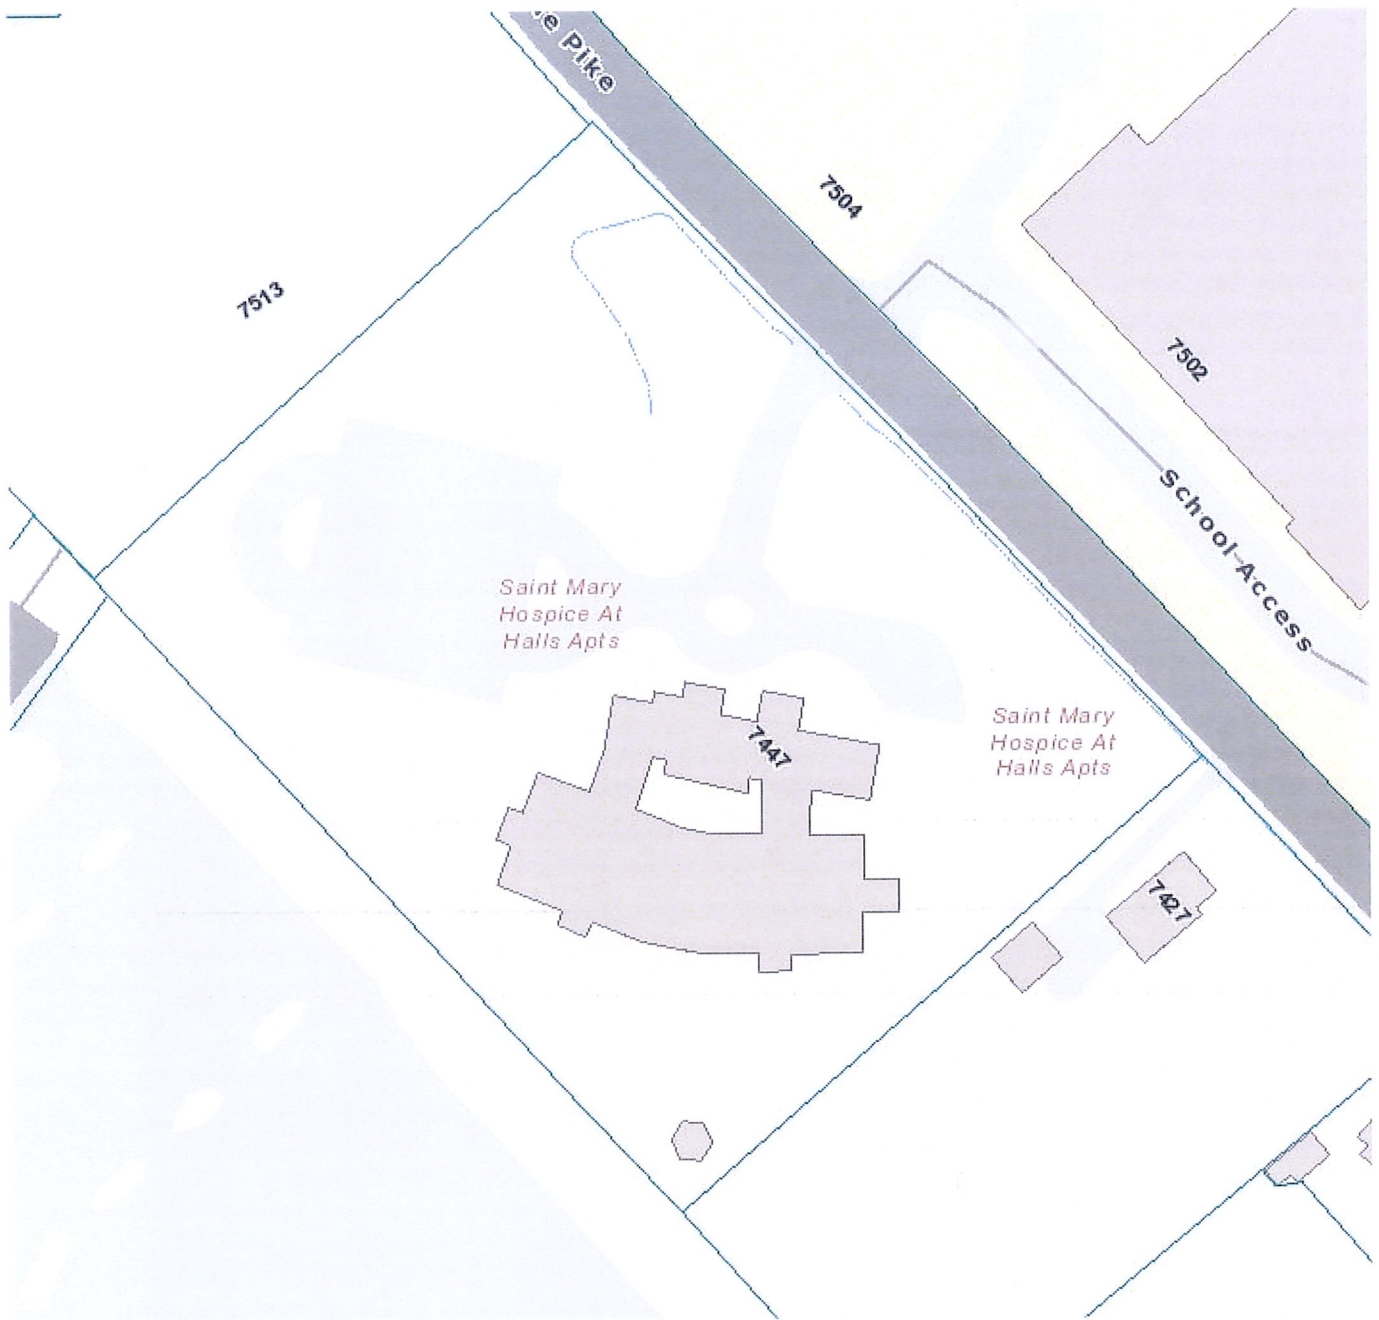 Pike
7504
7513
7502
School Access
Saint Mary
Hospice At
Halls Apts
Saint Mary
Hospice At
Halls Apts
7447
7427